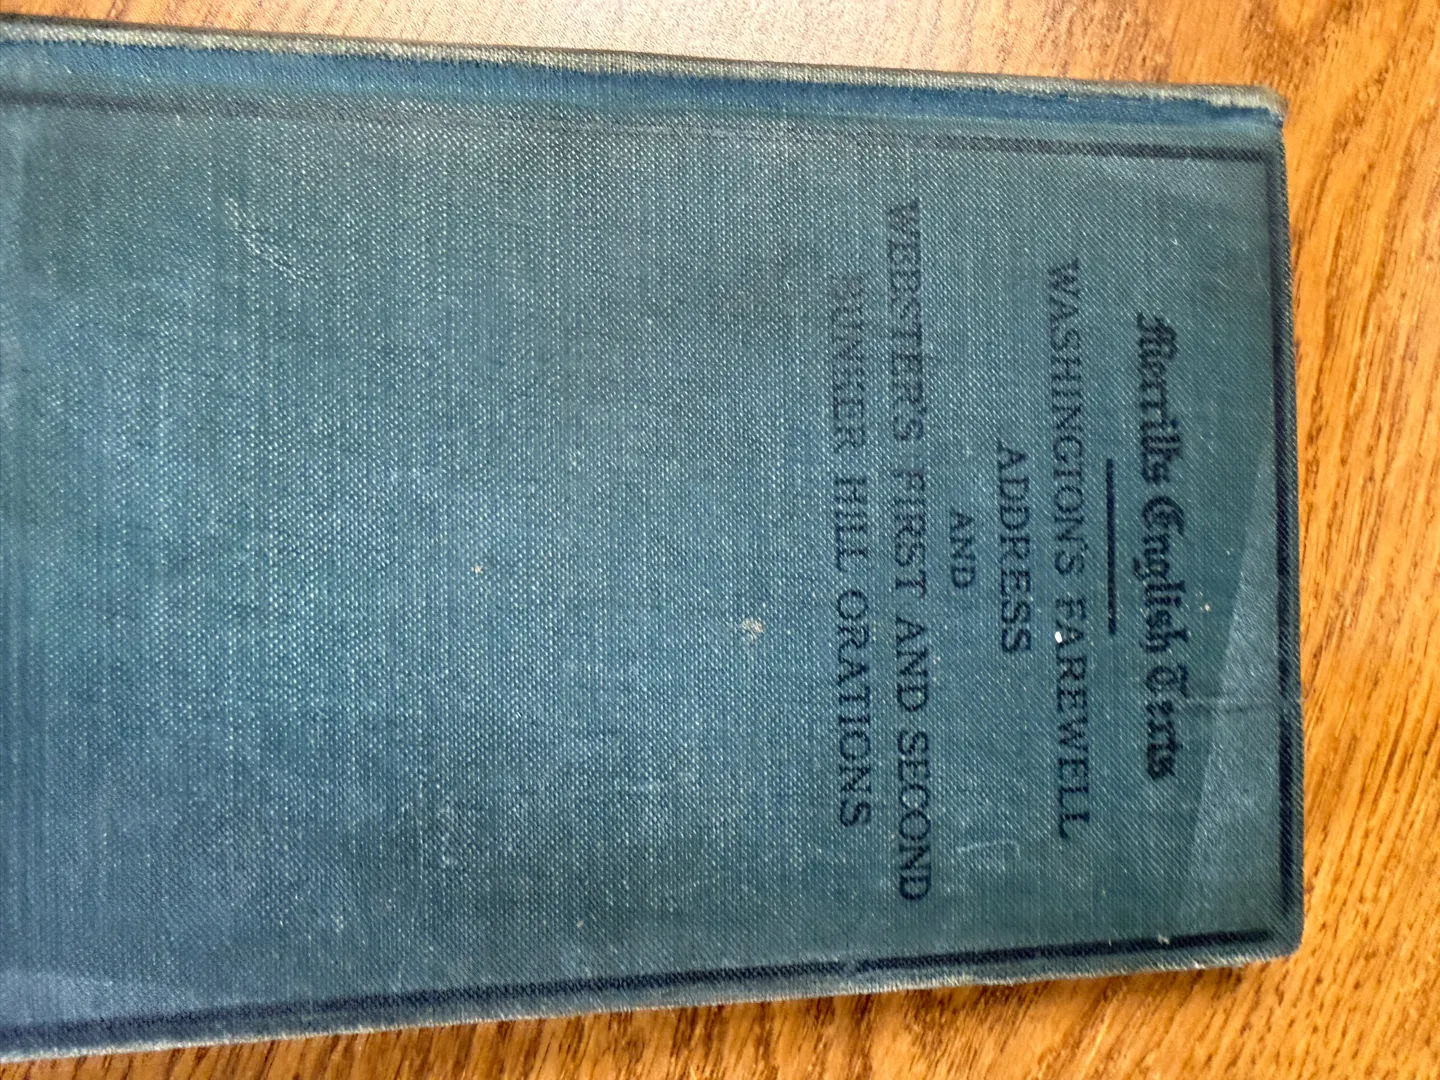 Merrill's English Texts
WASHINGTON'S FAREWELL
ADDRESS
AND
WEBSTER'S FIRST AND SECOND
BUNKER HILL ORATIONS